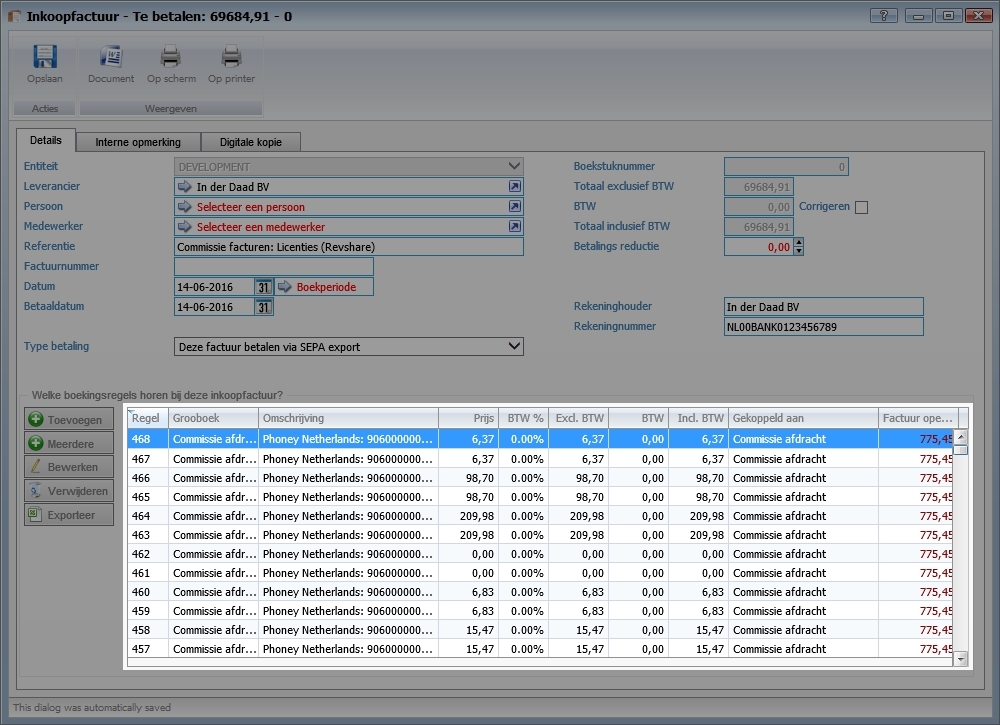 Inkoopfactuur - Te betalen: 69684,91 - 0
?
Opslaan Document Op scherm Op printer
Acties Weergeven
Details Interne opmerking Digitale kopie
Entiteit DEVELOPMENT Boekstuknummer 0
Leverancier In der Daad BV Totaal exclusief BTW 69684,91
Persoon Selecteer een persoon BTW 0,00 Corrigeren
Medewerker Selecteer een medewerker Totaal inclusief BTW 69684,91
Referentie Commissie facturen: Licenties (Revshare) Betalings reductie 0,00
Factuurnummer
Datum 14-06-2016 31 Boekperiode
Betaaldatum 14-06-2016 31 Rekeninghouder In der Daad BV
Rekeningnummer NL00BANK0123456789
Type betaling Deze factuur betalen via SEPA export
Welke boekingsregels horen bij deze inkoopfactuur?
Toevoegen
Meerdere
Bewerken
Verwijderen
Exporteer
Regel Grooboek Omschrijving Prijs BTW % Excl. BTW BTW Incl. BTW Gekoppeld aan Factuur ope...
468 Commissie afdr... Phoney Netherlands: 906000000... 6,37 0.00% 6,37 0,00 6,37 Commissie afdracht 775,45
467 Commissie afdr... Phoney Netherlands: 906000000... 6,37 0.00% 6,37 0,00 6,37 Commissie afdracht 775,45
466 Commissie afdr... Phoney Netherlands: 906000000... 98,70 0.00% 98,70 0,00 98,70 Commissie afdracht 775,45
465 Commissie afdr... Phoney Netherlands: 906000000... 98,70 0.00% 98,70 0,00 98,70 Commissie afdracht 775,45
464 Commissie afdr... Phoney Netherlands: 906000000... 209,98 0.00% 209,98 0,00 209,98 Commissie afdracht 775,45
463 Commissie afdr... Phoney Netherlands: 906000000... 209,98 0.00% 209,98 0,00 209,98 Commissie afdracht 775,45
462 Commissie afdr... Phoney Netherlands: 906000000... 0,00 0.00% 0,00 0,00 0,00 Commissie afdracht 775,45
461 Commissie afdr... Phoney Netherlands: 906000000... 0,00 0.00% 0,00 0,00 0,00 Commissie afdracht 775,45
460 Commissie afdr... Phoney Netherlands: 906000000... 6,83 0.00% 6,83 0,00 6,83 Commissie afdracht 775,45
459 Commissie afdr... Phoney Netherlands: 906000000... 6,83 0.00% 6,83 0,00 6,83 Commissie afdracht 775,45
458 Commissie afdr... Phoney Netherlands: 906000000... 15,47 0.00% 15,47 0,00 15,47 Commissie afdracht 775,45
457 Commissie afdr... Phoney Netherlands: 906000000... 15,47 0.00% 15,47 0,00 15,47 Commissie afdracht 775,45
This dialog was automatically saved